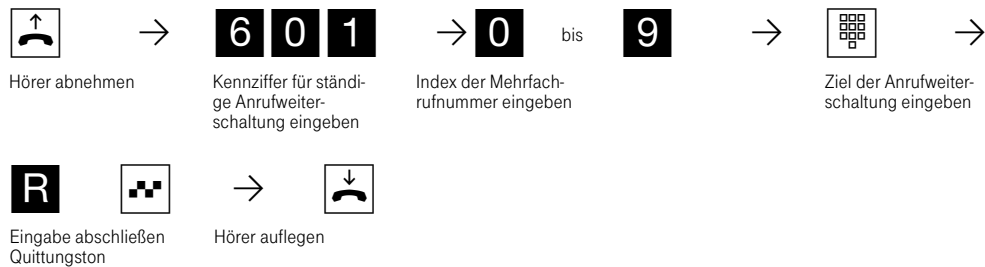 6 0 1 0 bis 9
Hörer abnehmen
Kennziffer für ständi-
ge Anrufweiter-
schaltung eingeben
Index der Mehrfach-
rufnummer eingeben
Ziel der Anrufweiter-
schaltung eingeben
R
Eingabe abschließen
Quittungston
Hörer auflegen